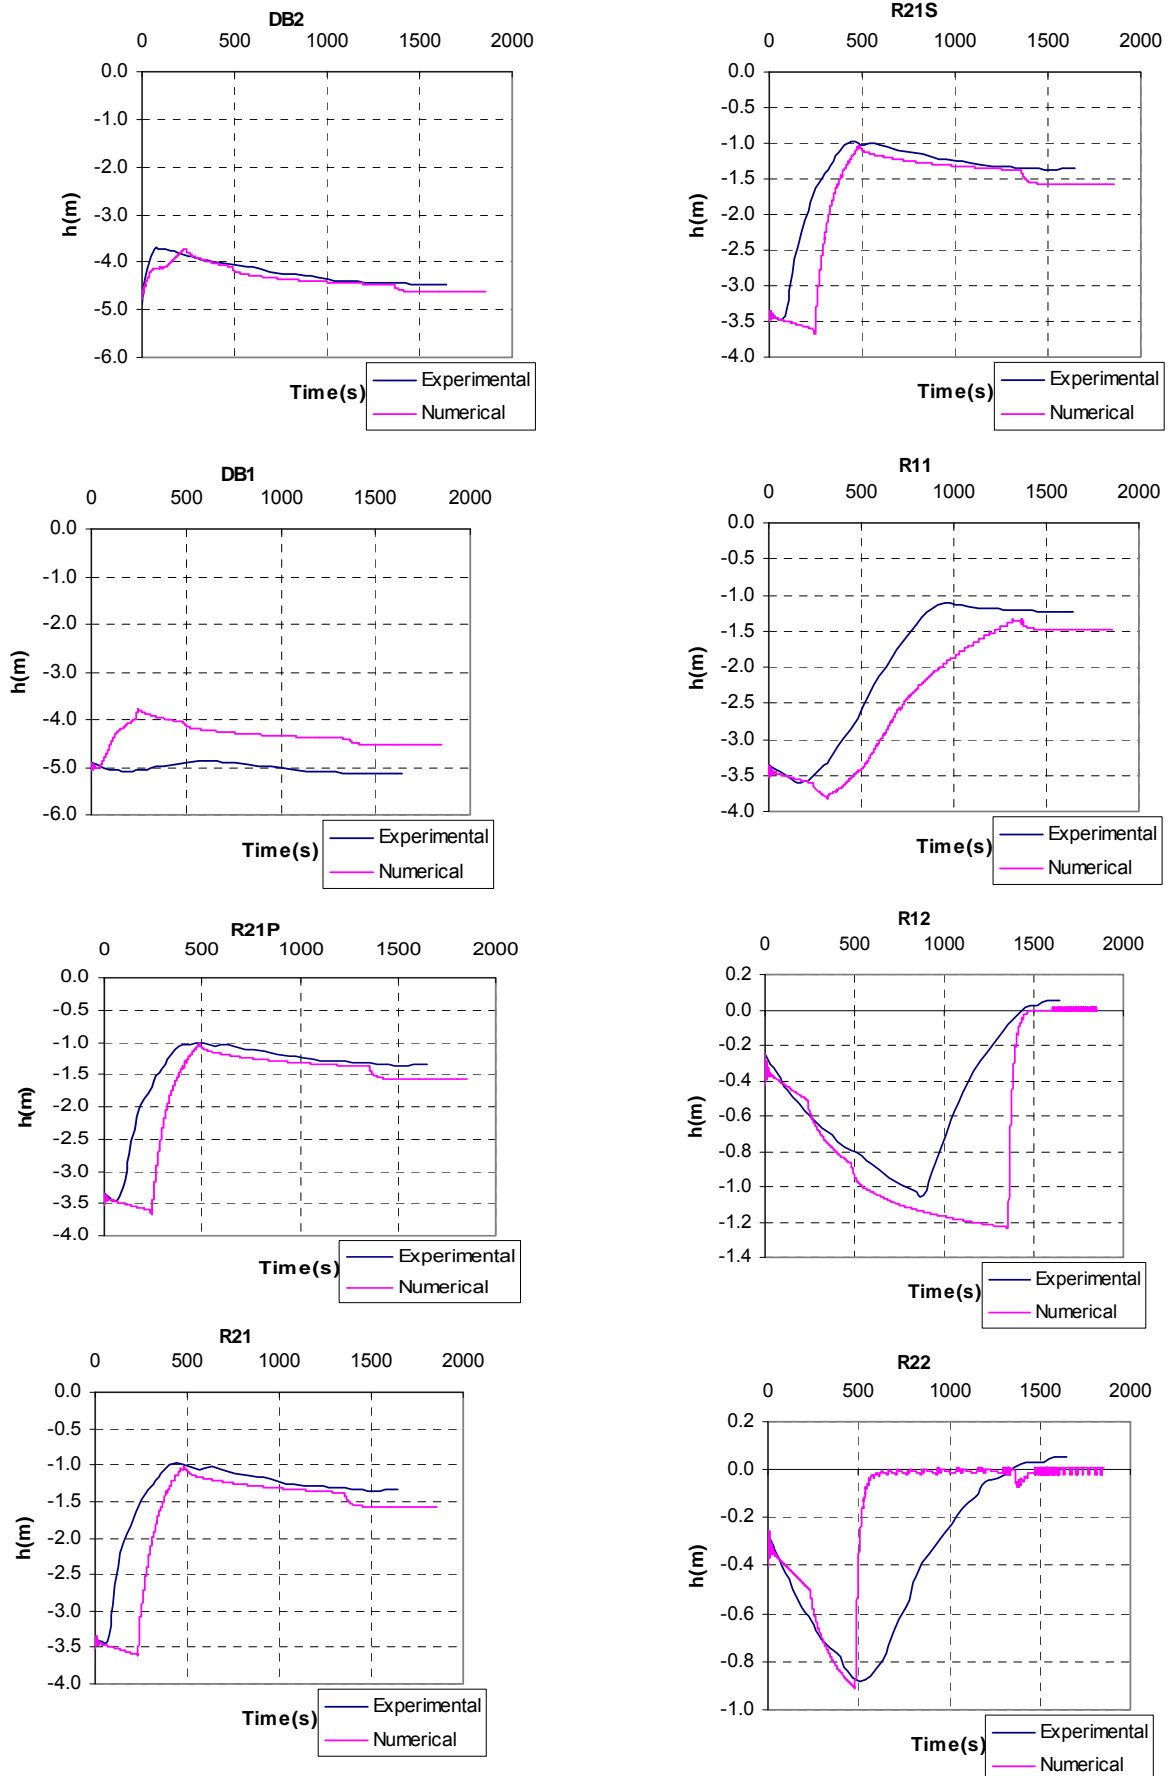 DB2
0 500 1000 1500 2000
0.0
-1.0
-2.0
-3.0
-4.0
-5.0
-6.0
h(m)
Time(s)
Experimental
Numerical
R21S
0 500 1000 1500 2000
0.0
-0.5
-1.0
-1.5
-2.0
-2.5
-3.0
-3.5
-4.0
h(m)
Time(s)
Experimental
Numerical
DB1
0 500 1000 1500 2000
0.0
-1.0
-2.0
-3.0
-4.0
-5.0
-6.0
h(m)
Time(s)
Experimental
Numerical
R11
0 500 1000 1500 2000
0.0
-0.5
-1.0
-1.5
-2.0
-2.5
-3.0
-3.5
-4.0
h(m)
Time(s)
Experimental
Numerical
R21P
0 500 1000 1500 2000
0.0
-0.5
-1.0
-1.5
-2.0
-2.5
-3.0
-3.5
-4.0
h(m)
Time(s)
Experimental
Numerical
R12
0 500 1000 1500 2000
0.2
0.0
-0.2
-0.4
-0.6
-0.8
-1.0
-1.2
-1.4
h(m)
Time(s)
Experimental
Numerical
R21
0 500 1000 1500 2000
0.0
-0.5
-1.0
-1.5
-2.0
-2.5
-3.0
-3.5
-4.0
h(m)
Time(s)
Experimental
Numerical
R22
0 500 1000 1500 2000
0.2
0.0
-0.2
-0.4
-0.6
-0.8
-1.0
h(m)
Time(s)
Experimental
Numerical